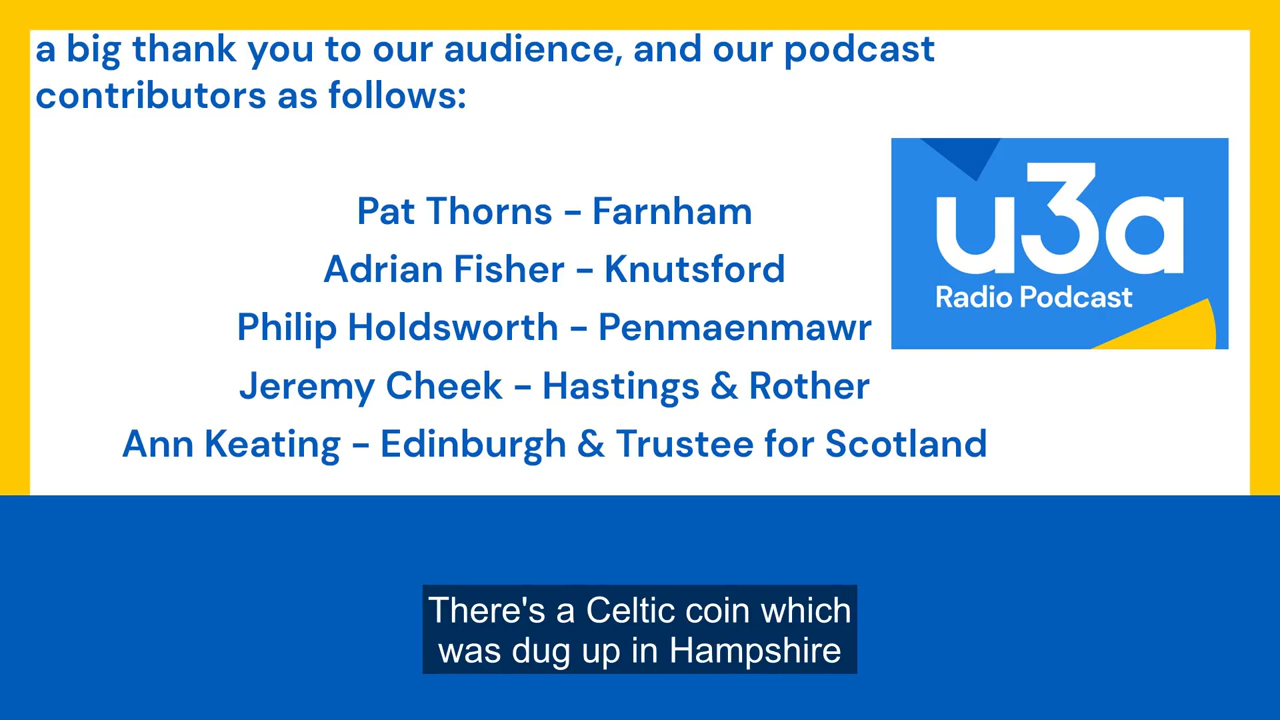 a big thank you to our audience, and our podcast
contributors as follows:
Pat Thorns – Farnham
Adrian Fisher – Knutsford
Philip Holdsworth – Penmaenmawr
Jeremy Cheek – Hastings & Rother
Ann Keating – Edinburgh & Trustee for Scotland
u3a
Radio Podcast
There's a Celtic coin which
was dug up in Hampshire